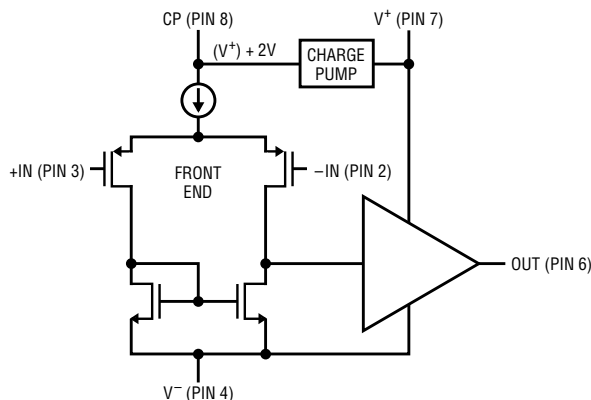 CP (PIN 8)
V+ (PIN 7)
(V+) + 2V
CHARGE
PUMP
+IN (PIN 3)
FRONT
END
–IN (PIN 2)
OUT (PIN 6)
V– (PIN 4)